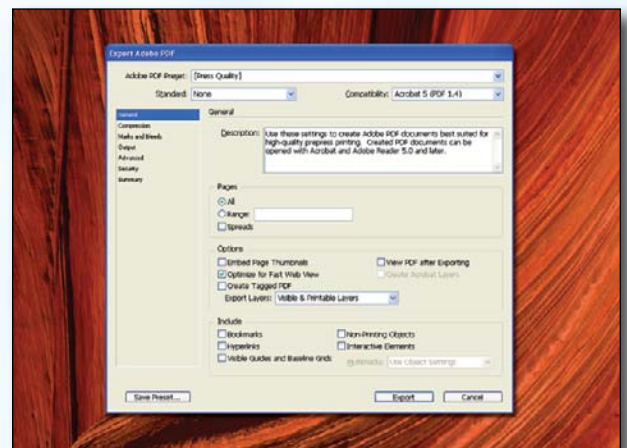 Export Adobe PDF
Adobe PDF Preset: [Press Quality]
Standard: None
Compatibility: Acrobat 5 (PDF 1.4)
General
Compression
Marks and Bleeds
Output
Advanced
Security
Summary
General
Description: Use these settings to create Adobe PDF documents best suited for
high-quality prepress printing. Created PDF documents can be
opened with Acrobat and Adobe Reader 5.0 and later.
Pages
All
Range:
Spreads
Options
Embed Page Thumbnails
View PDF after Exporting
Optimize for Fast Web View
Create Acrobat Layers
Create Tagged PDF
Export Layers: Visible & Printable Layers
Include
Bookmarks
Non-Printing Objects
Hyperlinks
Interactive Elements
Visible Guides and Baseline Grids
Multimedia: Use Object Settings
Save Preset...
Export
Cancel